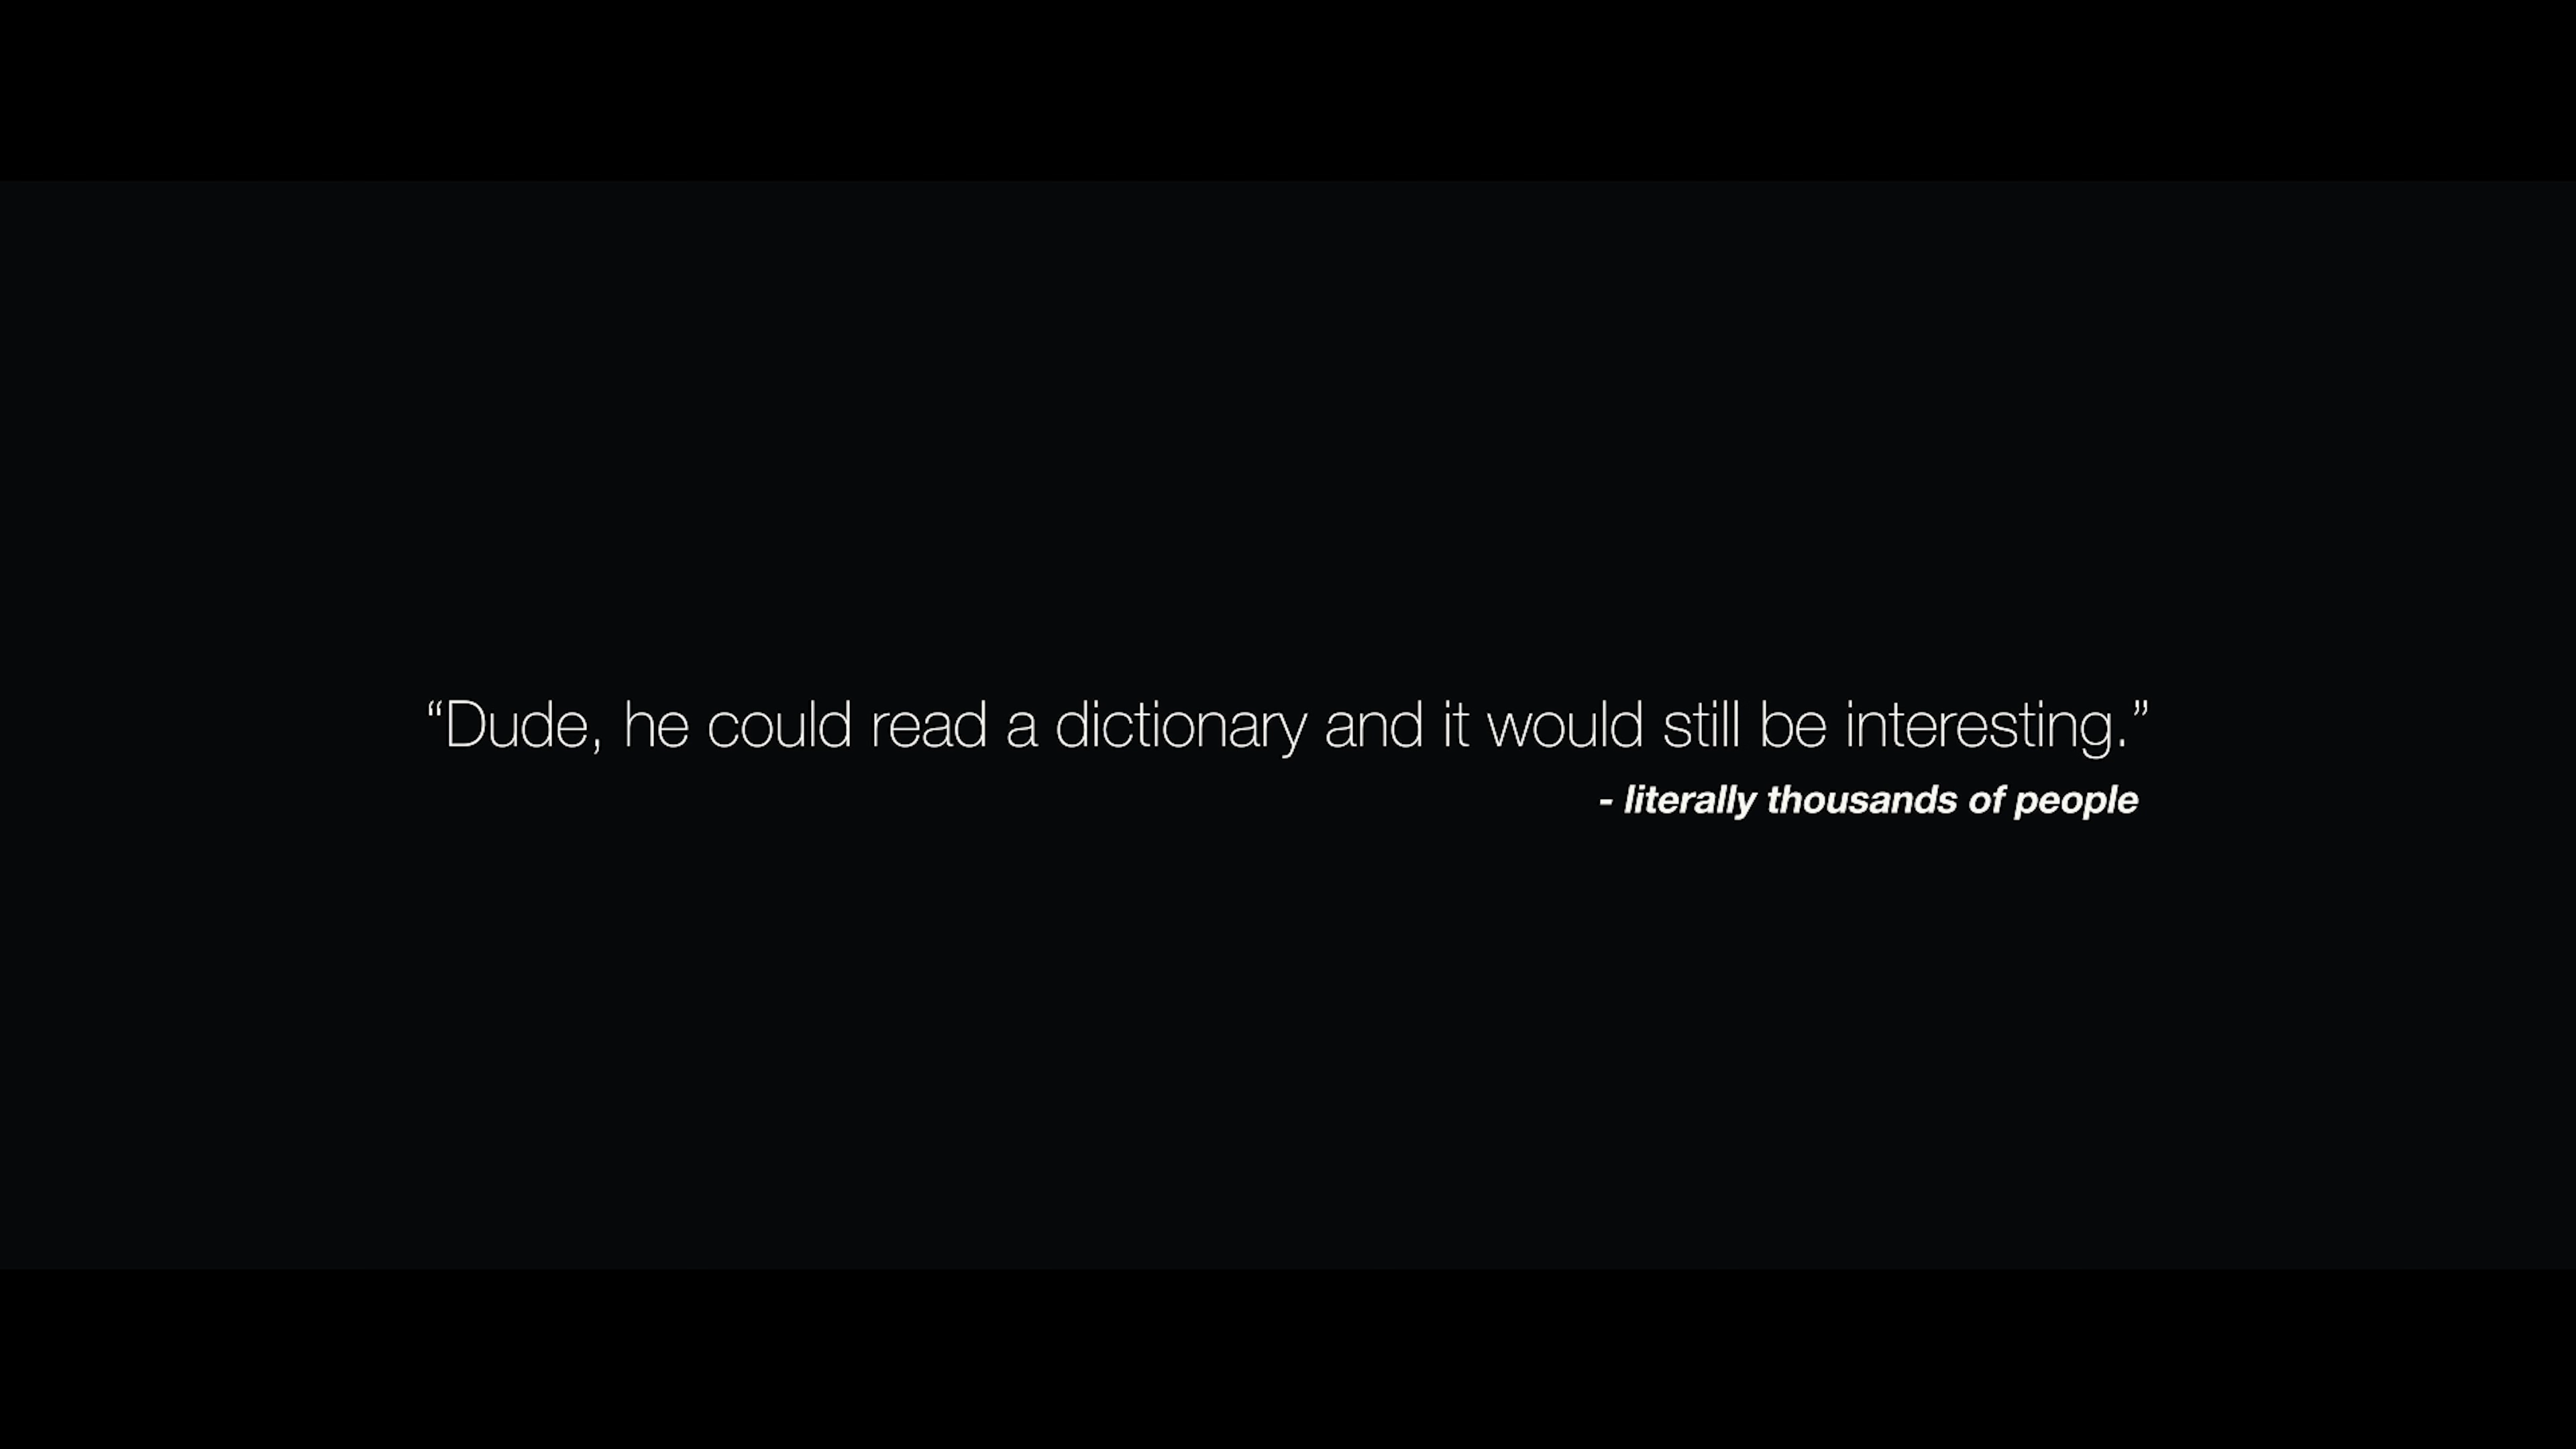 “Dude, he could read a dictionary and it would still be interesting.”
- literally thousands of people